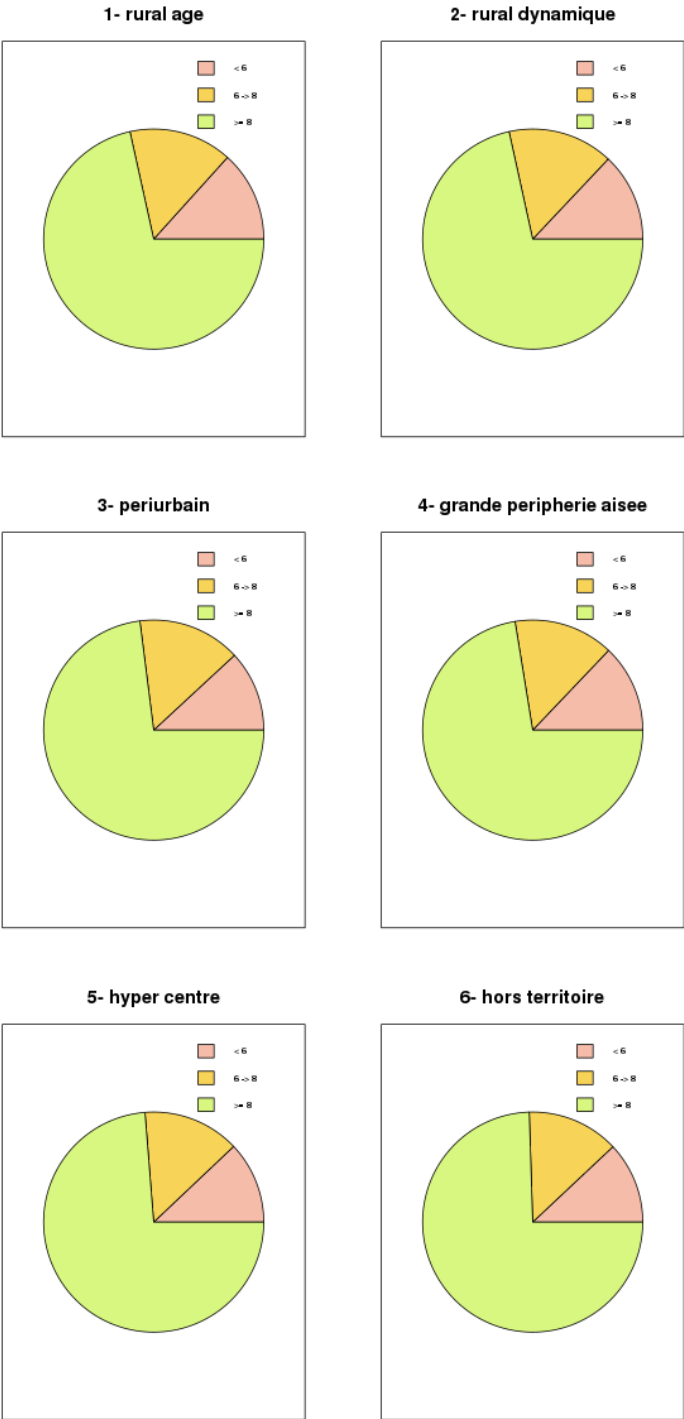 1- rural age
< 6
6 -> 8
>= 8
2- rural dynamique
< 6
6 -> 8
>= 8
3- periurbain
< 6
6 -> 8
>= 8
4- grande peripherie aisee
< 6
6 -> 8
>= 8
5- hyper centre
< 6
6 -> 8
>= 8
6- hors territoire
< 6
6 -> 8
>= 8